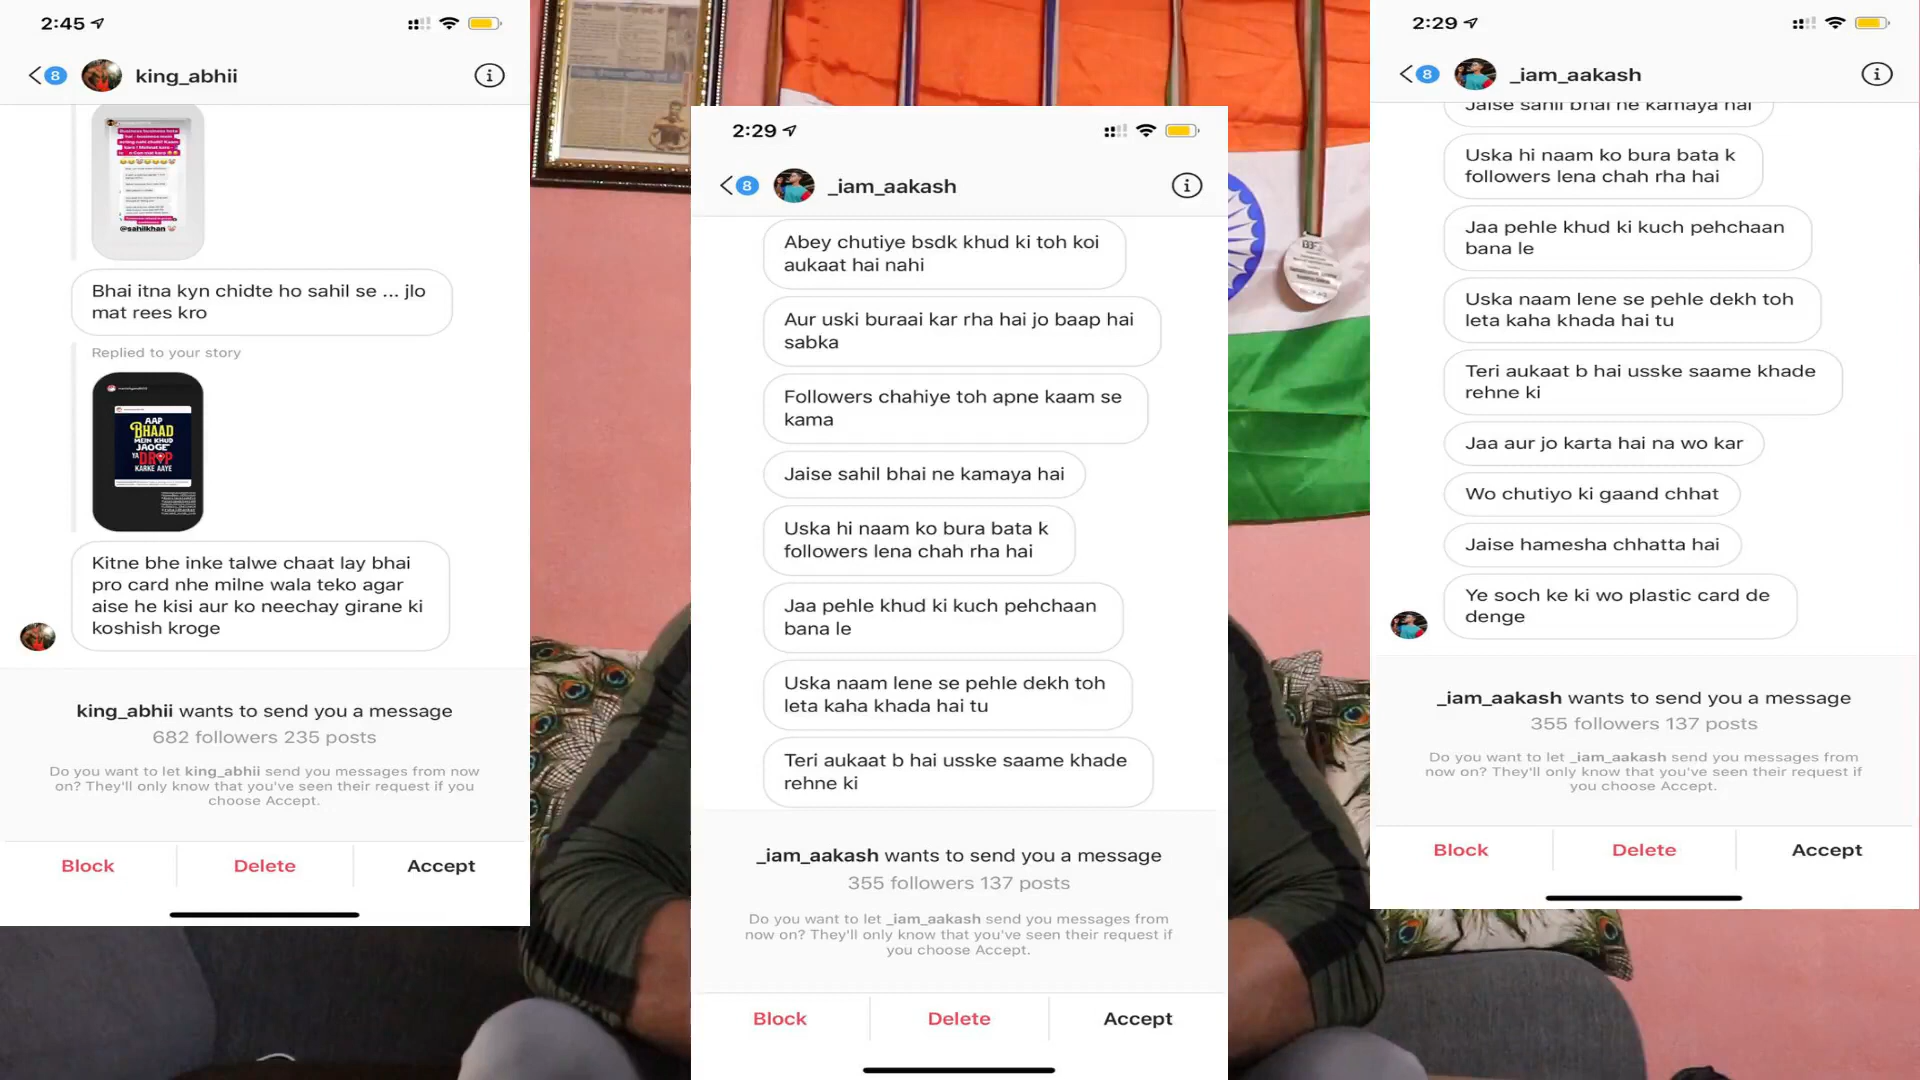 2:45
8
king_abhii
@sahilkhan
Bhai itna kyn chidte ho sahil se ... jlo
mat rees kro
Replied to your story
AAP
BHAAD
MEIN KHUD
JAOGE
YA DROP
KARKE AAYE
Kitne bhe inke talwe chaat lay bhai
pro card nhe milne wala teko agar
aise he kisi aur ko neechay girane ki
koshish kroge
king_abhii wants to send you a message
682 followers 235 posts
Do you want to let king_abhii send you messages from now
on? They'll only know that you've seen their request if you
choose Accept.
Block
Delete
Accept
2:29
8
_iam_aakash
Abey chutiye bsdk khud ki toh koi
aukaat hai nahi
Aur uski buraai kar rha hai jo baap hai
sabka
Followers chahiye toh apne kaam se
kama
Jaise sahil bhai ne kamaya hai
Uska hi naam ko bura bata k
followers lena chah rha hai
Jaa pehle khud ki kuch pehchaan
bana le
Uska naam lene se pehle dekh toh
leta kaha khada hai tu
Teri aukaat b hai usske saame khade
rehne ki
_iam_aakash wants to send you a message
355 followers 137 posts
Do you want to let _iam_aakash send you messages from
now on? They'll only know that you've seen their request if
you choose Accept.
Block
Delete
Accept
2:29
8
_iam_aakash
Jaise sahil bhai ne kamaya hai
Uska hi naam ko bura bata k
followers lena chah rha hai
Jaa pehle khud ki kuch pehchaan
bana le
Uska naam lene se pehle dekh toh
leta kaha khada hai tu
Teri aukaat b hai usske saame khade
rehne ki
Jaa aur jo karta hai na wo kar
Wo chutiyo ki gaand chhat
Jaise hamesha chhatta hai
Ye soch ke ki wo plastic card de
denge
_iam_aakash wants to send you a message
355 followers 137 posts
Do you want to let _iam_aakash send you messages from
now on? They'll only know that you've seen their request if
you choose Accept.
Block
Delete
Accept